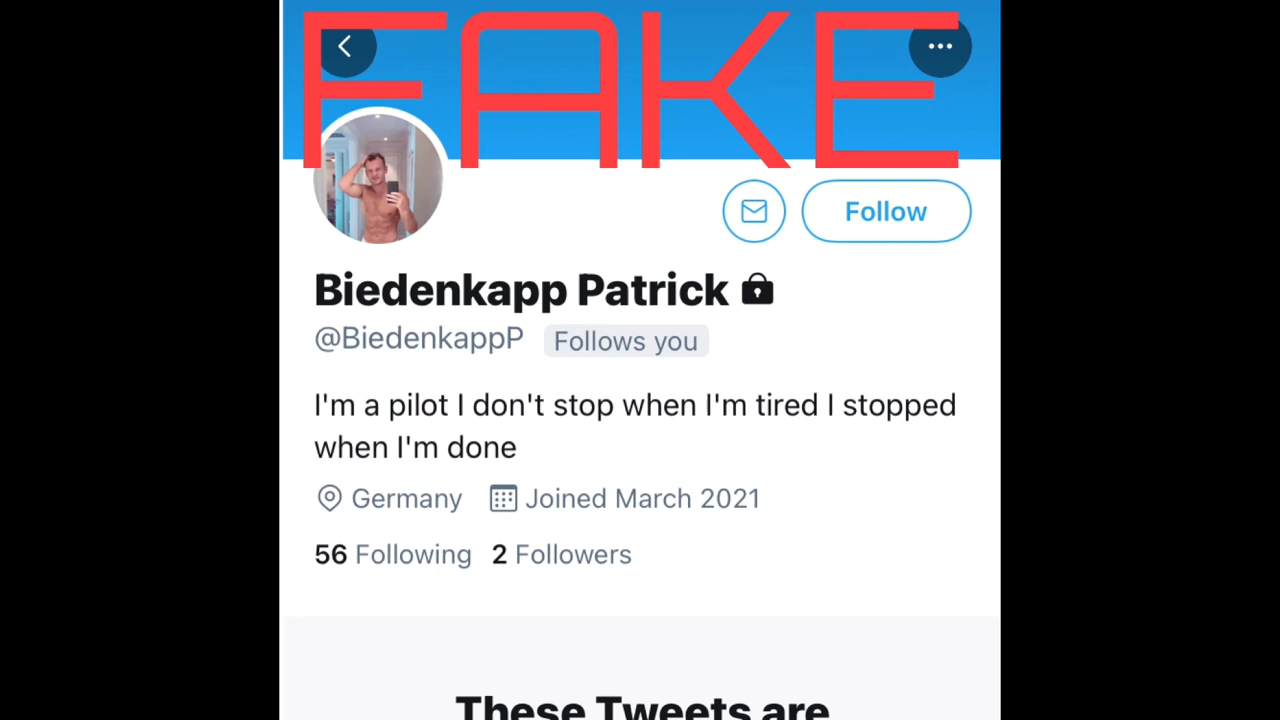 FAKE
Follow
Biedenkapp Patrick
@BiedenkappP Follows you
I'm a pilot I don't stop when I'm tired I stopped
when I'm done
Germany Joined March 2021
56 Following 2 Followers
These Tweets are